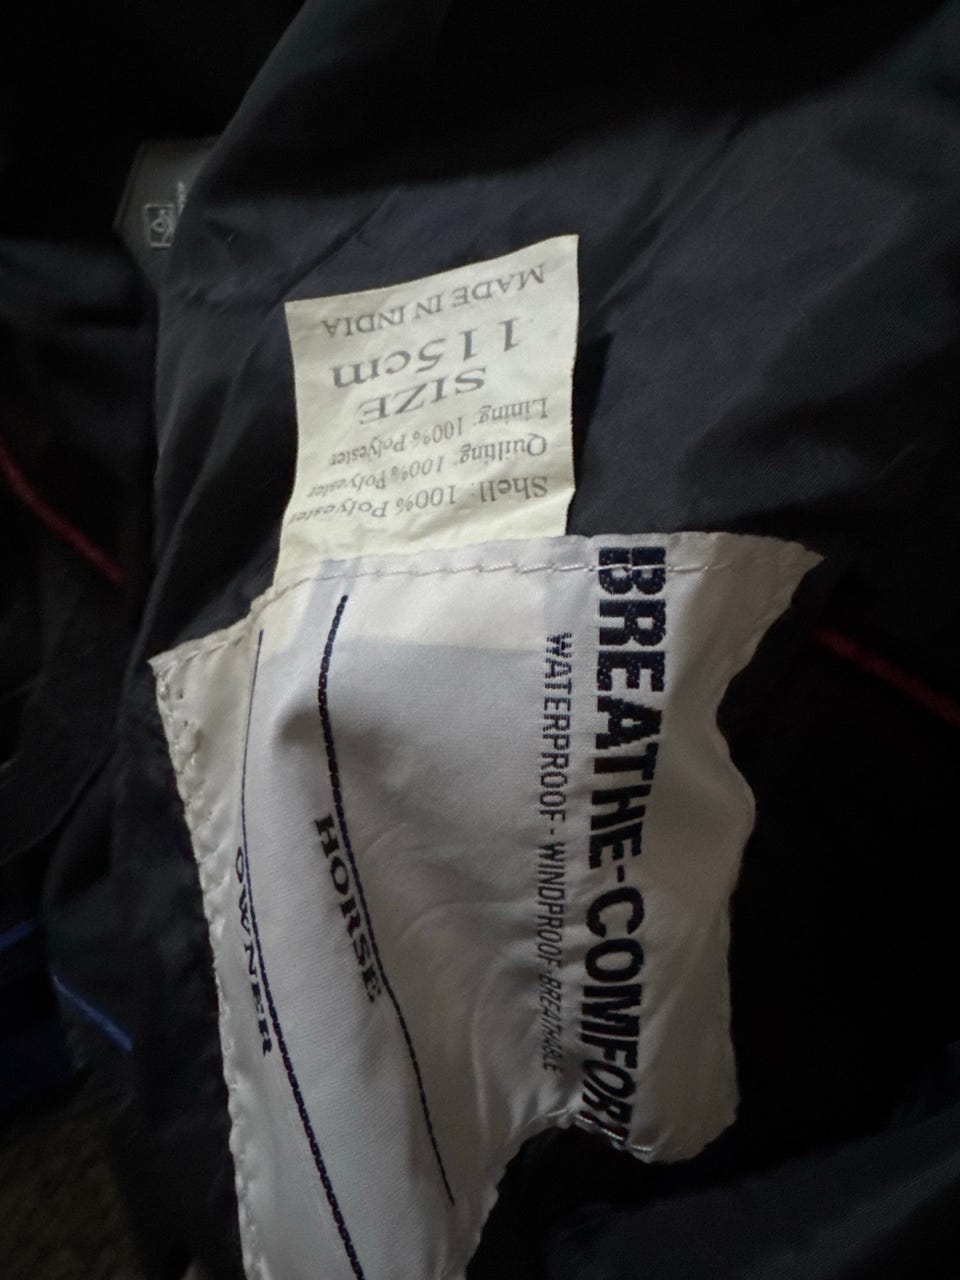 MADE IN INDIA
115cm
SIZE
Lining: 100% Polyester
Quilting: 100% Polyester
Shell: 100% Polyester
BREATHE-COMFORT
WATERPROOF-WINDPROOF-BREATHABLE
HORSE
OWNER